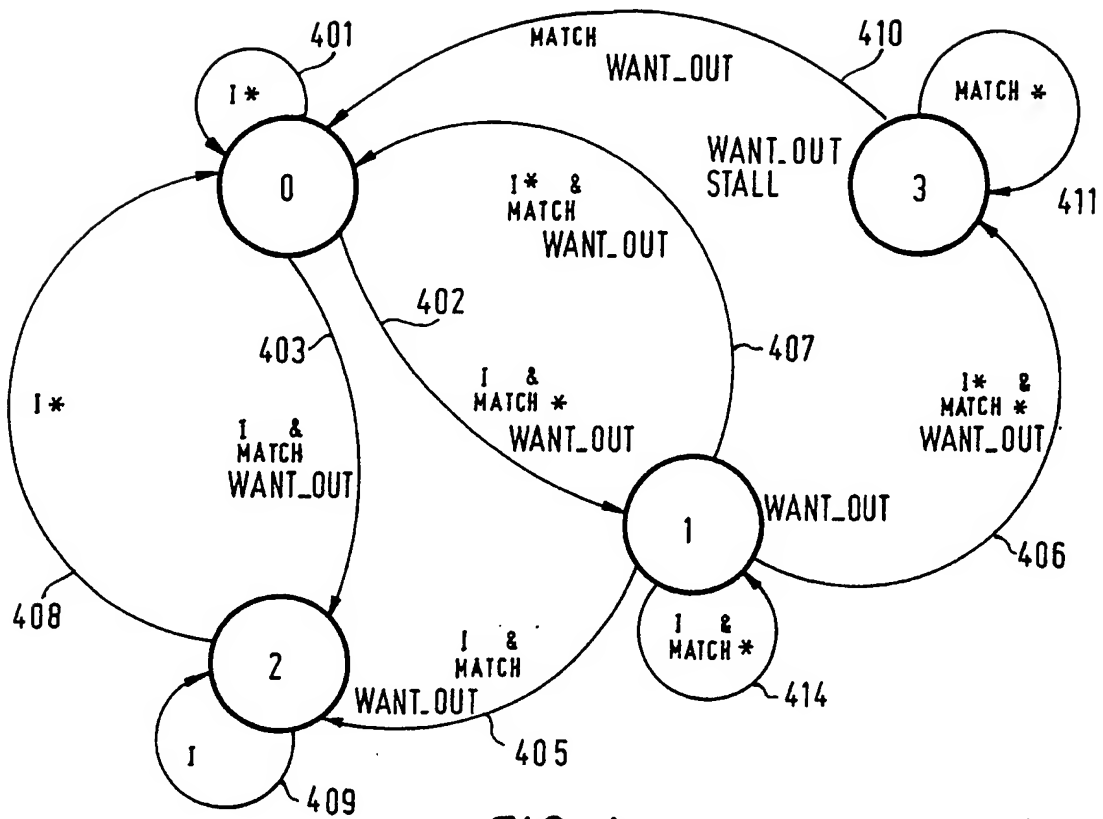 401
I *
0
MATCH
WANT_OUT
410
MATCH *
WANT_OUT
STALL
3
411
I * &
MATCH
WANT_OUT
402
403
407
I &
MATCH *
WANT_OUT
I * &
MATCH *
WANT_OUT
I *
I &
MATCH
WANT_OUT
1
WANT_OUT
406
408
2
I &
MATCH
WANT_OUT
I &
MATCH *
414
405
I
409